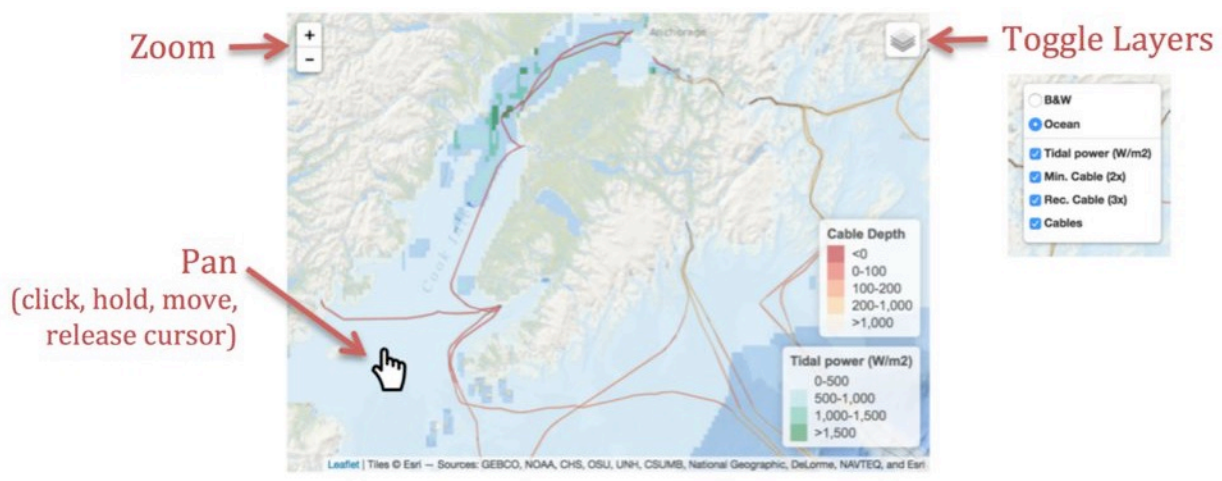 Zoom
+
-
Anchorage
Toggle Layers
B&W
Ocean
Tidal power (W/m2)
Min. Cable (2x)
Rec. Cable (3x)
Cables
Cook Inlet
Pan
(click, hold, move,
release cursor)
Cable Depth
<0
0-100
100-200
200-1,000
>1,000
Tidal power (W/m2)
0-500
500-1,000
1,000-1,500
>1,500
Leaflet | Tiles © Esri — Sources: GEBCO, NOAA, CHS, OSU, UNH, CSUMB, National Geographic, DeLorme, NAVTEQ, and Esri